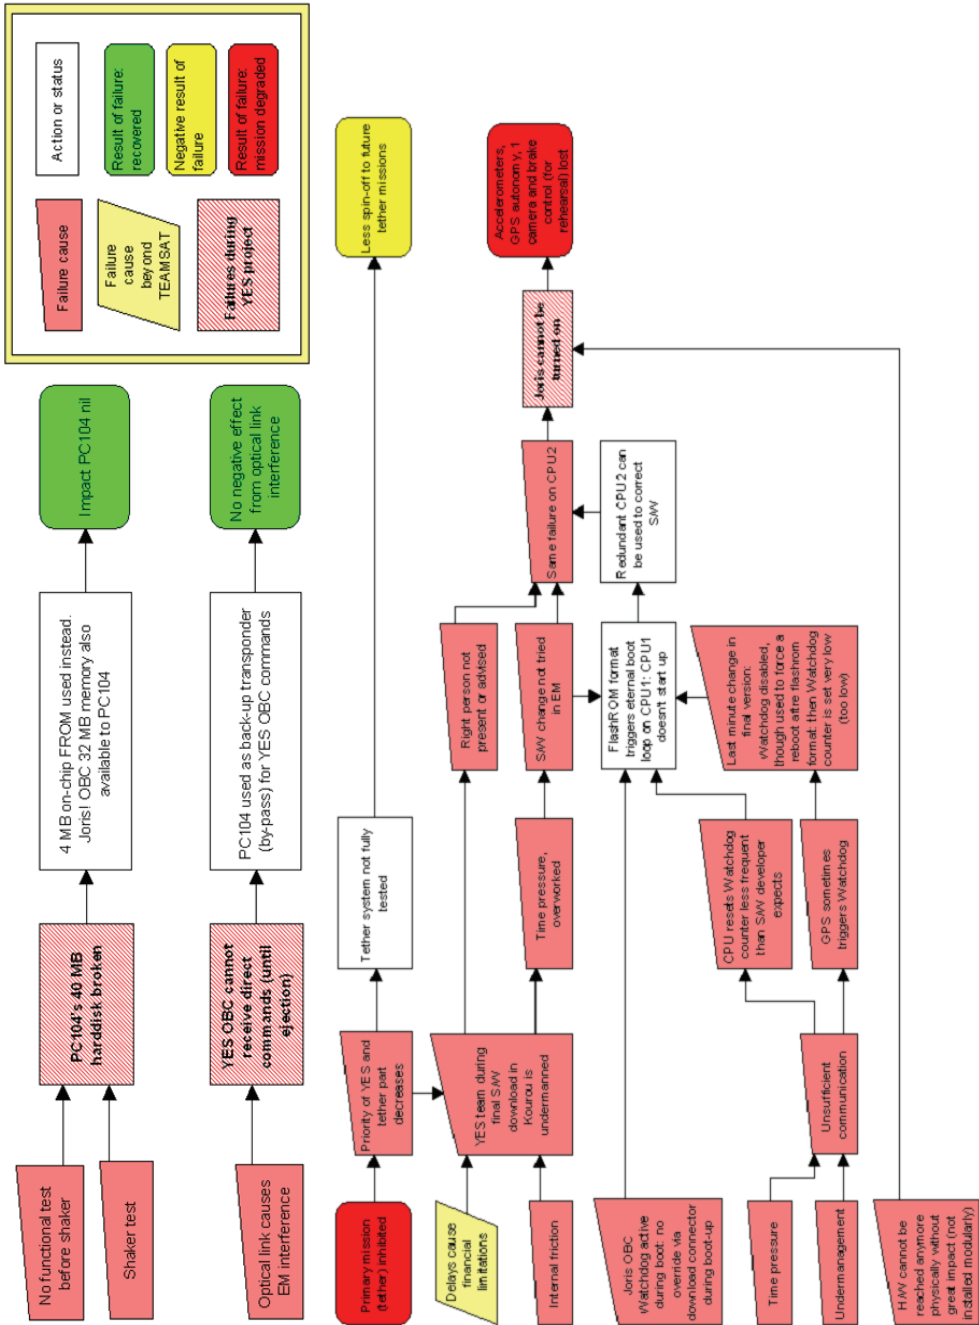 No functional test
before shaker
Shaker test
PC104's 40 MB
harddisk broker
4 MB on-chip FROM used instead.
Joris! OBC 32 MB memory also
available to PC104
Impact PC104 nil
Optical link causes
EM interference
YES OBC cannot
receive direct
commands (until
ejection)
PC104 used as back-up transponder
(by-pass) for YES OBC commands
No negative effect
from optical link
interference
Failure cause
Failure
cause
beyond
TEAMSAT
Failures during
YES project
Action or status
Result of failure:
recovered
Negative result of
failure
Result of failure:
mission degraded
Primary mission
(tether) inhibited
Priority of YES and
tether part
decreases
Tether system not fully
tested
Less spin-off to future
tether missions
Delays cause
financial
limitations
Internal friction
YES team during
final S/W
download in
Kourou is
undermanned
Right person not
present or advised
Time pressure,
overworked
S/W change not tried
in EM
Same failure on CPU2
Joris cannot be
turned on
Accelerometers,
GPS autonomy, 1
camera and brake
control (for
rehearsal) lost
Joris OBC
Watchdog active
during boot: no
override via
download connector
during boot-up
FlashROM format
triggers eternal boot
loop on CPU1: CPU1
doesn't start up
Redundant CPU2 can
be used to correct
S/W
Time pressure
Undermanagement
Unsufficient
communication
CPU resets Watchdog
counter less frequent
than S/W developer
expects
GPS sometimes
triggers Watchdog
Last minute change in
final version:
Watchdog disabled,
though used to force a
reboot attre flashrom
format: then Watchdog
counter is set very low
(too low)
H/W cannot be
reached anymore
physically without
great impact (not
installed modularly)